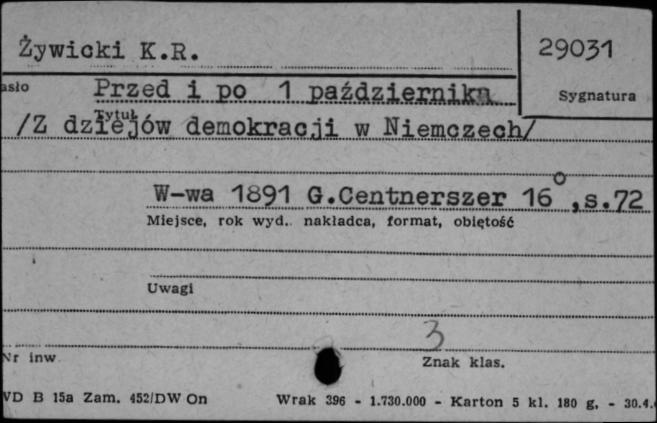 Żywicki K.R.
29031
asło Przed i po 1 października
Sygnatura
Tytuł
/Z dziejów demokracji w Niemczech/
W-wa 1891 G.Centnerszer 16°,s.72
Miejsce, rok wyd., nakładca, format, objętość
Uwagi
3
Nr inw
Znak klas.
WD B 15a Zam. 452/DW On Wrak 396 - 1.730.000 - Karton 5 kl. 180 g, - 30.4.